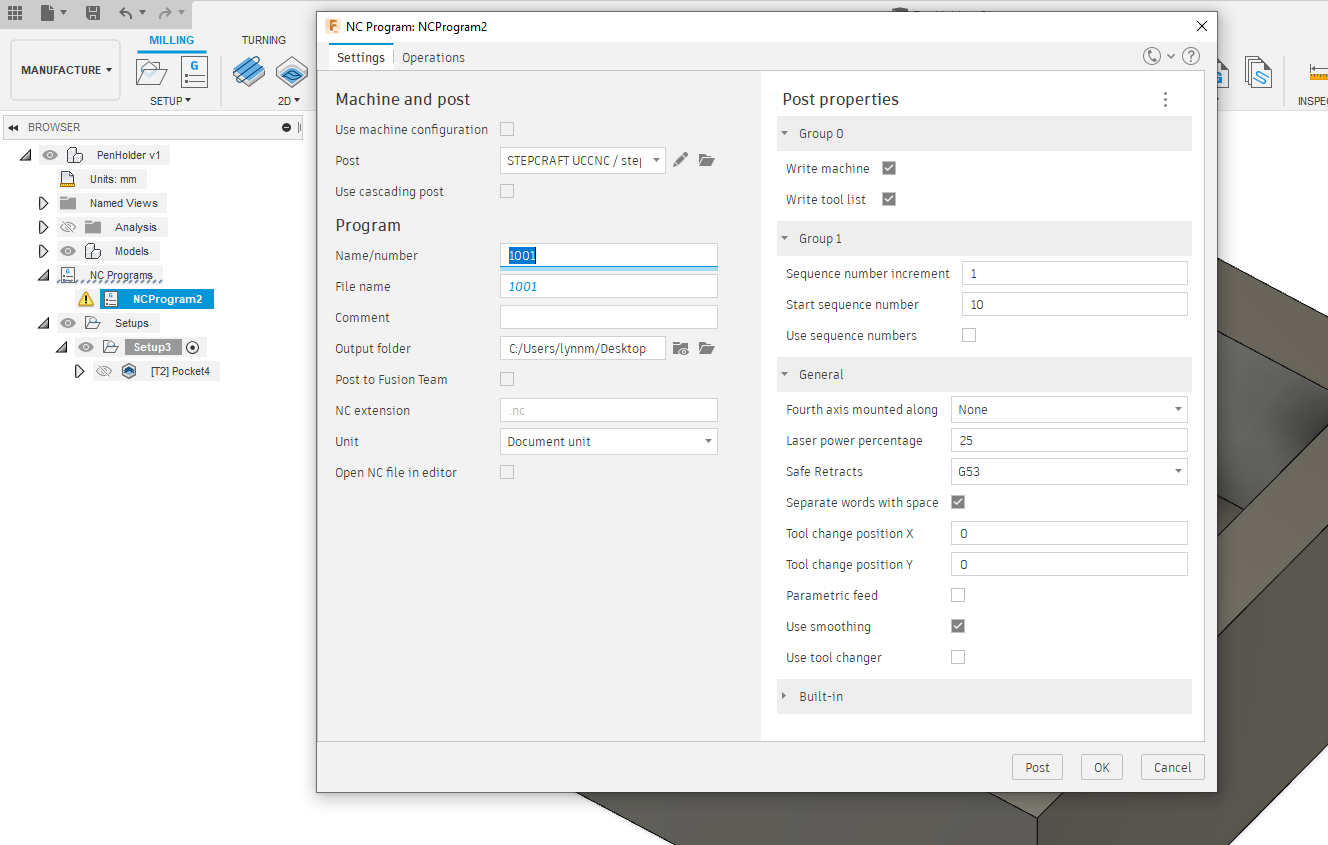 MILLING
TURNING
MANUFACTURE
SETUP
2D
INSPEC
BROWSER
PenHolder v1
Units: mm
Named Views
Analysis
Models
NC Programs
NCProgram2
Setups
Setup3
[T2] Pocket4
NC Program: NCProgram2
Settings
Operations
Machine and post
Use machine configuration
Post
STEPCRAFT UCCNC / step
Use cascading post
Program
Name/number
1001
File name
1001
Comment
Output folder
C:/Users/lynnm/Desktop
Post to Fusion Team
NC extension
.nc
Unit
Document unit
Open NC file in editor
Post properties
Group 0
Write machine
Write tool list
Group 1
Sequence number increment
1
Start sequence number
10
Use sequence numbers
General
Fourth axis mounted along
None
Laser power percentage
25
Safe Retracts
G53
Separate words with space
Tool change position X
0
Tool change position Y
0
Parametric feed
Use smoothing
Use tool changer
Built-in
Post
OK
Cancel